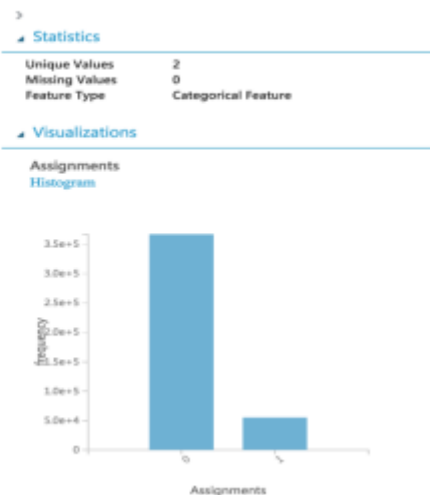 Statistics
Unique Values 2
Missing Values 0
Feature Type Categorical Feature
Visualizations
Assignments
Histogram
frequency
3.5e+5
3.0e+5
2.5e+5
2.0e+5
1.5e+5
1.0e+5
5.0e+4
0
0 1
Assignments